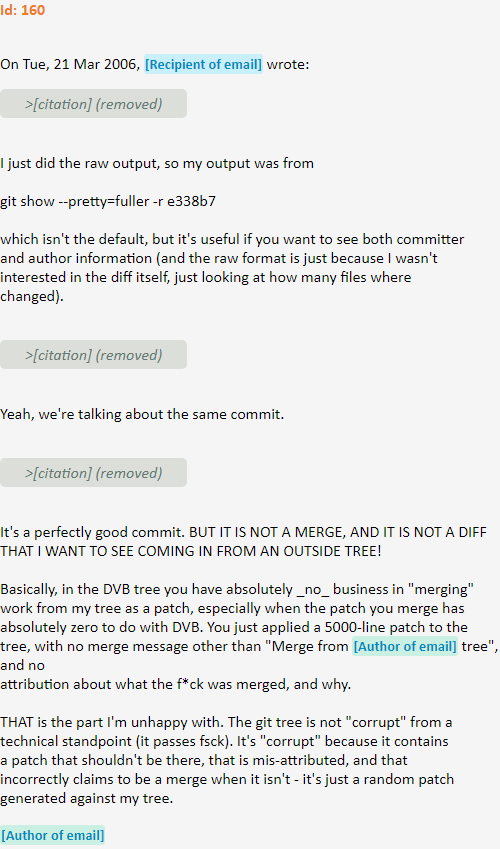 Id: 160
On Tue, 21 Mar 2006, [Recipient of email] wrote:
>[citation] (removed)
I just did the raw output, so my output was from
git show --pretty=fuller -r e338b7
which isn't the default, but it's useful if you want to see both committer
and author information (and the raw format is just because I wasn't
interested in the diff itself, just looking at how many files where
changed).
>[citation] (removed)
Yeah, we're talking about the same commit.
>[citation] (removed)
It's a perfectly good commit. BUT IT IS NOT A MERGE, AND IT IS NOT A DIFF
THAT I WANT TO SEE COMING IN FROM AN OUTSIDE TREE!
Basically, in the DVB tree you have absolutely _no_ business in "merging"
work from my tree as a patch, especially when the patch you merge has
absolutely zero to do with DVB. You just applied a 5000-line patch to the
tree, with no merge message other than "Merge from [Author of email] tree",
and no
attribution about what the f*ck was merged, and why.
THAT is the part I'm unhappy with. The git tree is not "corrupt" from a
technical standpoint (it passes fsck). It's "corrupt" because it contains
a patch that shouldn't be there, that is mis-attributed, and that
incorrectly claims to be a merge when it isn't - it's just a random patch
generated against my tree.
[Author of email]